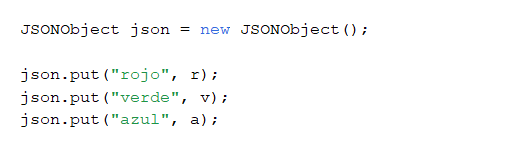 JSONObject json = new JSONObject();
json.put("rojo", r);
json.put("verde", v);
json.put("azul", a);